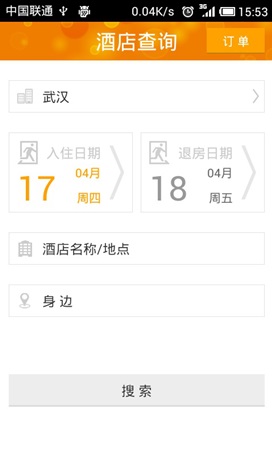 中国联通 0.04K/s 3G 15:53
酒店查询 订 单
武汉
入住日期 退房日期
17 04月 周四 18 04月 周五
酒店名称/地点
身 边
搜 索